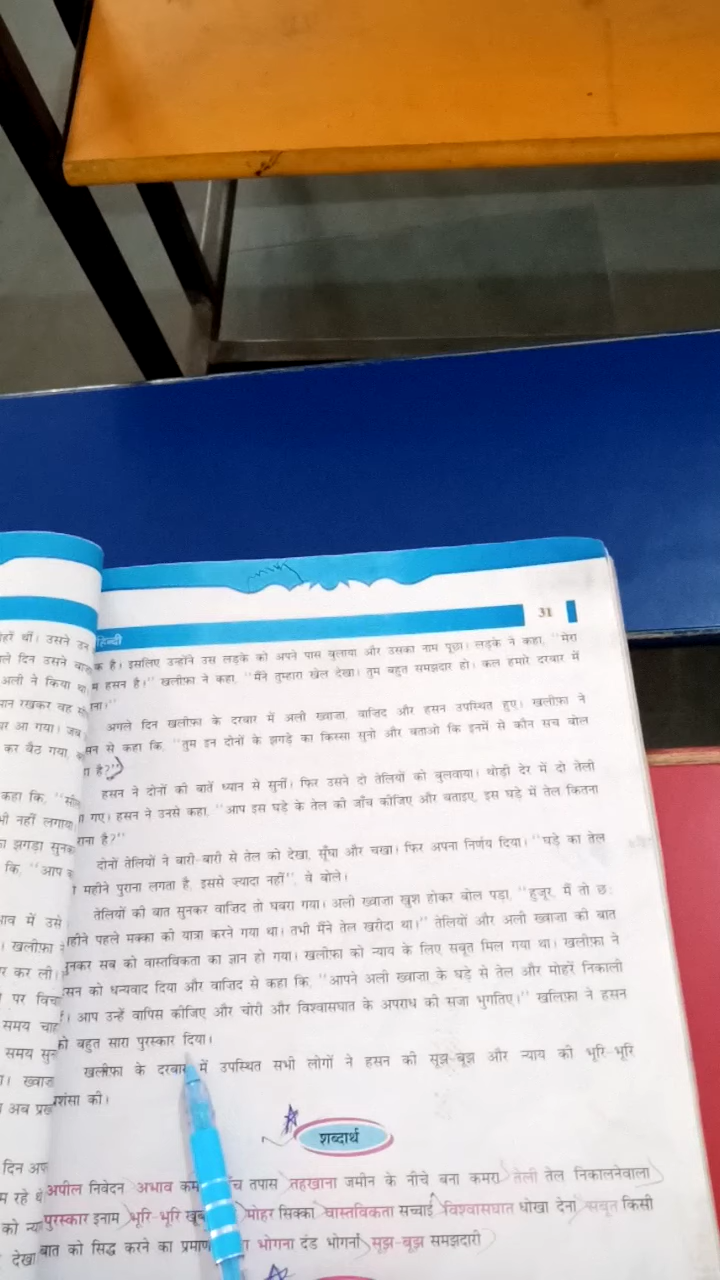 31
हिन्दी
क है। इसलिए उन्होंने उस लड़के को अपने पास बुलाया और उसका नाम पूछा। लड़के ने कहा, "मेरा
म हसन है।" खलीफ़ा ने कहा, "मैंने तुम्हारा खेल देखा। तुम बहुत समझदार हो। कल हमारे दरबार में
ाना।"
अगले दिन खलीफ़ा के दरबार में अली ख्वाजा, वाजिद और हसन उपस्थित हुए। खलीफ़ा ने
सन से कहा कि, "तुम इन दोनों के झगड़े का किस्सा सुनो और बताओ कि इनमें से कौन सच बोल
ा है?"
हसन ने दोनों की बातें ध्यान से सुनीं। फिर उसने दो तेलियों को बुलवाया। थोड़ी देर में दो तेली
ा गए। हसन ने उनसे कहा, "आप इस घड़े के तेल को जाँच कीजिए और बताइए, इस घड़े में तेल कितना
राना है?"
दोनों तेलियों ने बारी-बारी से तेल को देखा, सूँघा और चखा। फिर अपना निर्णय दिया। "घड़े का तेल
महीने पुराना लगता है, इससे ज्यादा नहीं", वे बोले।
तेलियों की बात सुनकर वाजिद तो घबरा गया। अली ख्वाजा खुश होकर बोल पड़ा, "हुजूर, मैं तो छः
हीने पहले मक्का की यात्रा करने गया था। तभी मैंने तेल खरीदा था।" तेलियों और अली ख्वाजा की बात
ुनकर सब को वास्तविकता का ज्ञान हो गया। खलीफ़ा को न्याय के लिए सबूत मिल गया था। खलीफ़ा ने
सन को धन्यवाद दिया और वाजिद से कहा कि, "आपने अली ख्वाजा के घड़े से तेल और मोहरें निकाली
ं। आप उन्हें वापिस कीजिए और चोरी और विश्वासघात के अपराध की सजा भुगतिए।" खलिफ़ा ने हसन
को बहुत सारा पुरस्कार दिया।
खलीफ़ा के दरबार में उपस्थित सभी लोगों ने हसन की सूझ-बूझ और न्याय की भूरि-भूरि
प्रशंसा की।
शब्दार्थ
अपील निवेदन अभाव कम तपास तहखाना जमीन के नीचे बना कमरा तेली तेल निकालनेवाला
पुरस्कार इनाम भूरि-भूरि खूब मोहर सिक्का वास्तविकता सच्चाई विश्वासघात धोखा देना सबूत किसी
बात को सिद्ध करने का प्रमाण भोगना दंड भोगना सूझ-बूझ समझदारी